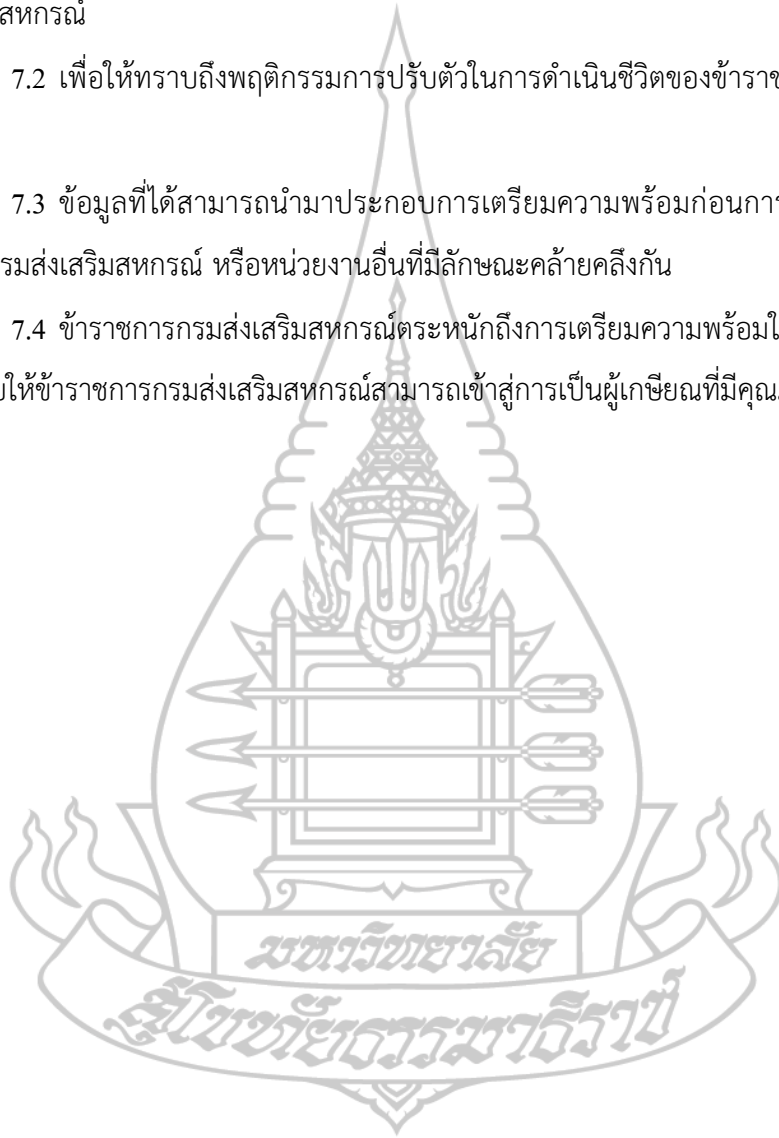 สหกรณ์
7.2 เพื่อให้ทราบถึงพฤติกรรมการปรับตัวในการดำเนินชีวิตของข้าราช
7.3 ข้อมูลที่ได้สามารถนำมาประกอบการเตรียมความพร้อมก่อนกา
รมส่งเสริมสหกรณ์ หรือหน่วยงานอื่นที่มีลักษณะคล้ายคลึงกัน
7.4 ข้าราชการกรมส่งเสริมสหกรณ์ตระหนักถึงการเตรียมความพร้อมใ
ให้ข้าราชการกรมส่งเสริมสหกรณ์สามารถเข้าสู่การเป็นผู้เกษียณที่มีคุณ
มหาวิทยาลัย
สุโขทัยธรรมาธิราช